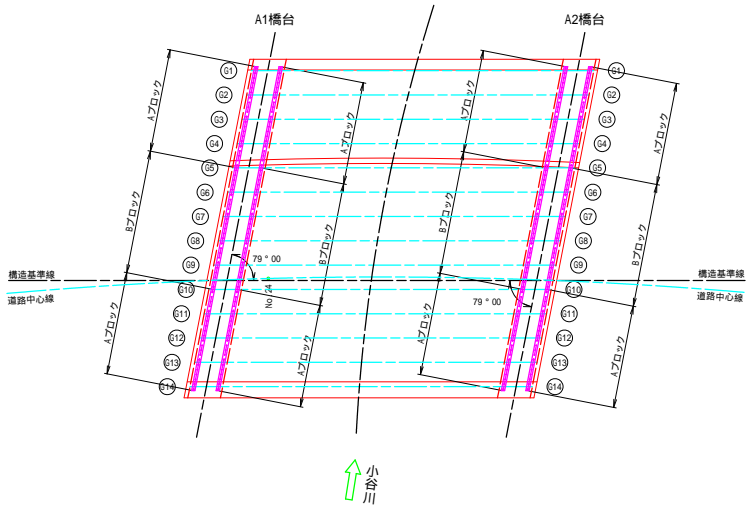 A1橋台
A2橋台
G1
G2
G3
G4
G5
G6
G7
G8
G9
G10
G11
G12
G13
G14
Aブロック
Bブロック
Aブロック
Aブロック
Bブロック
Aブロック
Aブロック
Bブロック
Aブロック
Aブロック
Bブロック
Aブロック
G1
G2
G3
G4
G5
G6
G7
G8
G9
G10
G11
G12
G13
G14
構造基準線
道路中心線
構造基準線
道路中心線
79°00
79°00
No.24
小谷川